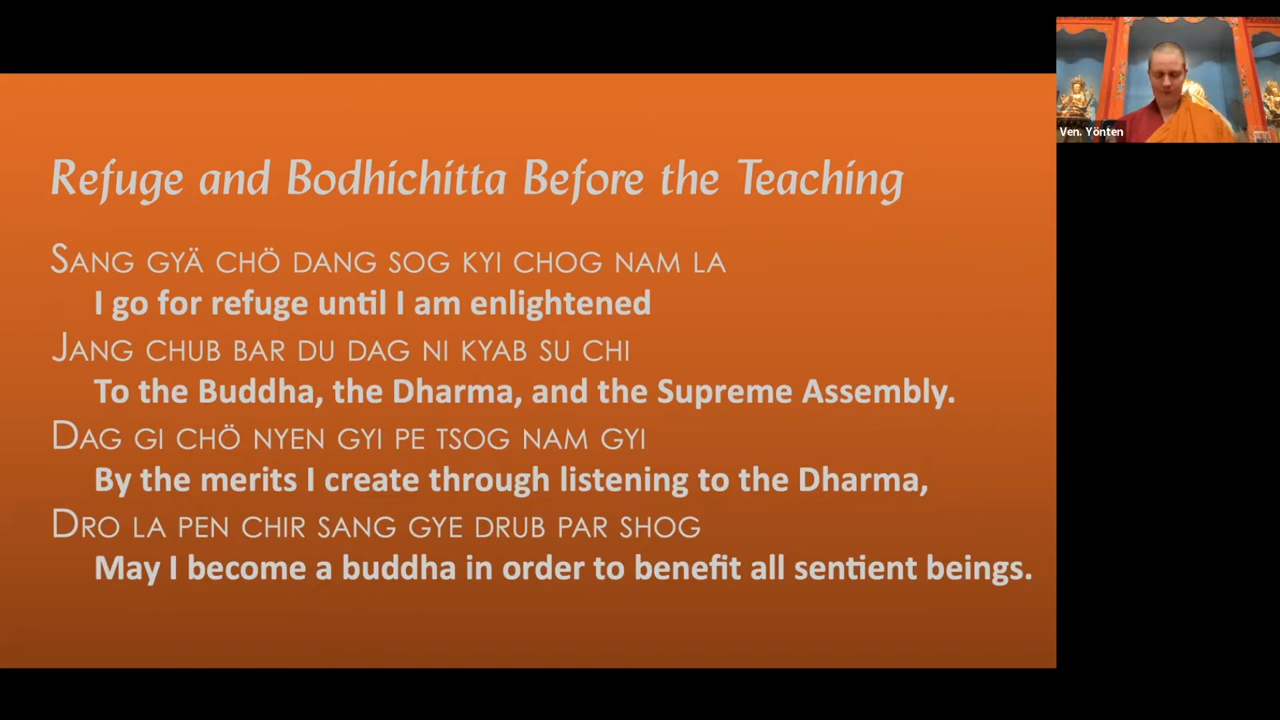 Refuge and Bodhichitta Before the Teaching
SANG GYÄ CHÖ DANG SOG KYI CHOG NAM LA
I go for refuge until I am enlightened
JANG CHUB BAR DU DAG NI KYAB SU CHI
To the Buddha, the Dharma, and the Supreme Assembly.
DAG GI CHÖ NYEN GYI PE TSOG NAM GYI
By the merits I create through listening to the Dharma,
DRO LA PEN CHIR SANG GYE DRUB PAR SHOG
May I become a buddha in order to benefit all sentient beings.
Ven. Yönten